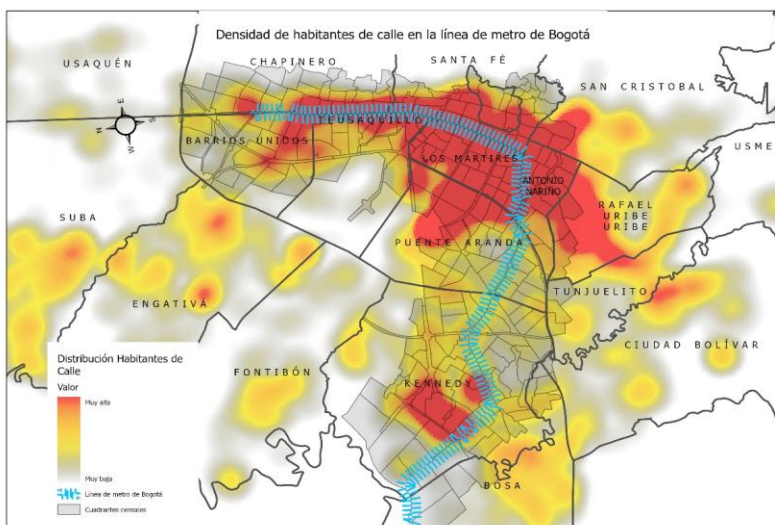 Densidad de habitantes de calle en la línea de metro de Bogotá
USAQUÉN
CHAPINERO
SANTA FÉ
SAN CRISTOBAL
E
N
S
W
TEUSAQUILLO
BARRIOS UNIDOS
LOS MARTIRES
USME
ANTONIO
NARIÑO
SUBA
RAFAEL
URIBE
URIBE
PUENTE ARANDA
ENGATIVÁ
TUNJUELITO
CIUDAD BOLÍVAR
FONTIBÓN
KENNEDY
BOSA
Distribución Habitantes de
Calle
Valor
Muy alta
Muy baja
Línea de metro de Bogotá
Cuadrantes censales